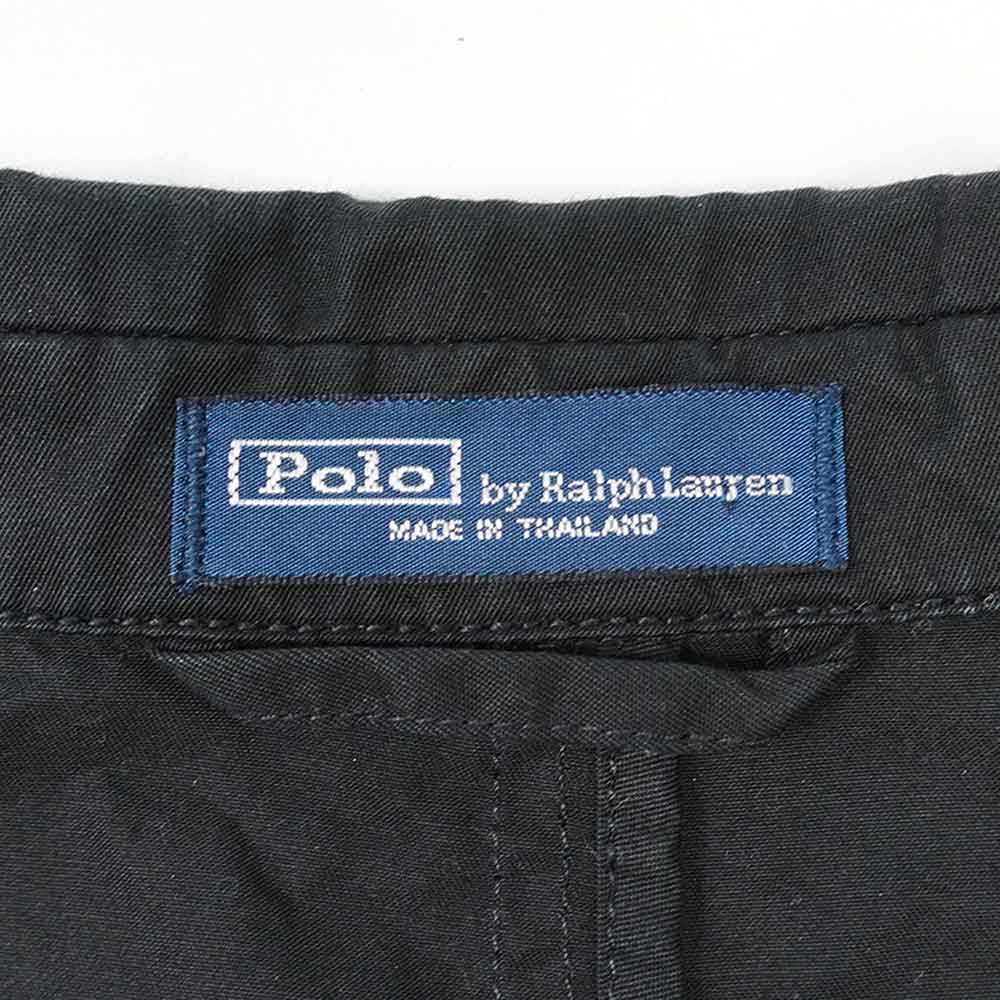 Polo by Ralph Lauren
MADE IN THAILAND